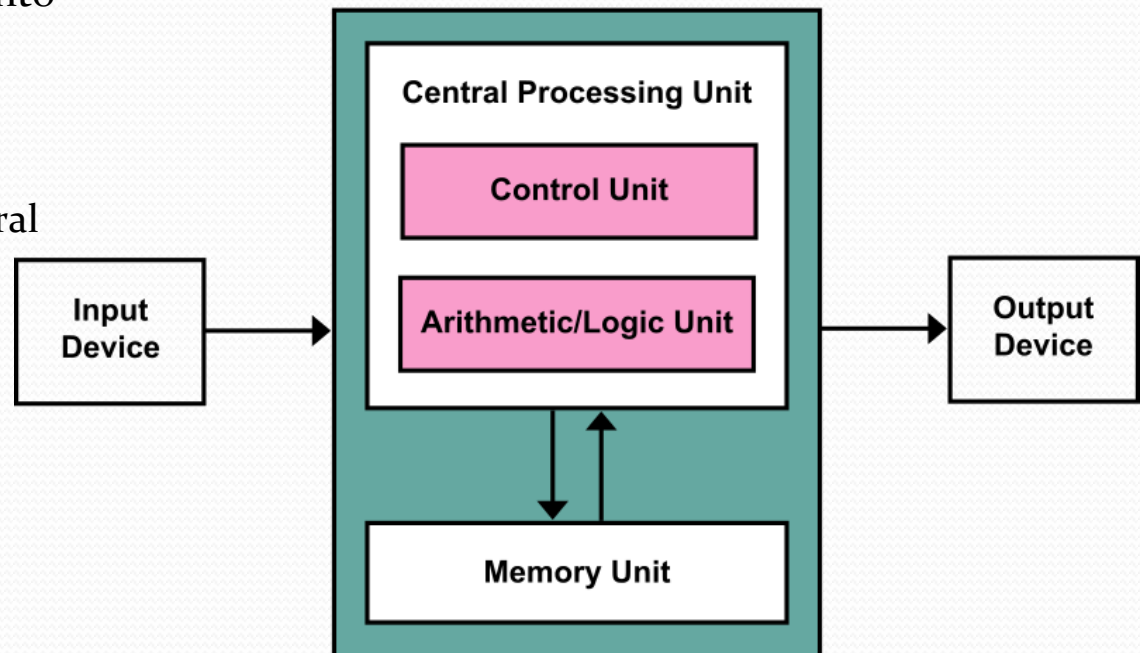 Central Processing Unit
Control Unit
Arithmetic/Logic Unit
Input
Device
Output
Device
Memory Unit